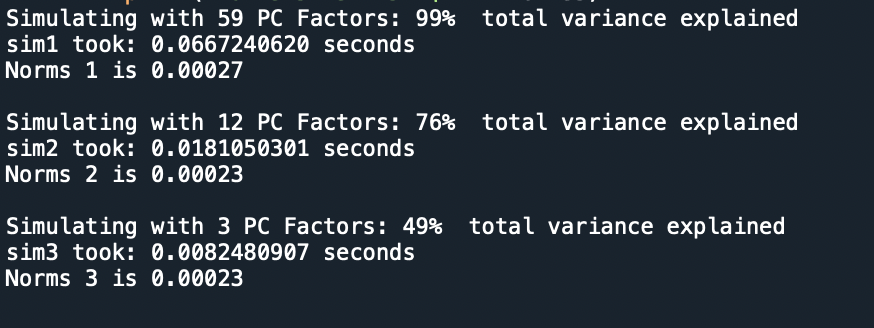 Simulating with 59 PC Factors: 99%  total variance explained
sim1 took: 0.0667240620 seconds
Norms 1 is 0.00027
Simulating with 12 PC Factors: 76%  total variance explained
sim2 took: 0.0181050301 seconds
Norms 2 is 0.00023
Simulating with 3 PC Factors: 49%  total variance explained
sim3 took: 0.0082480907 seconds
Norms 3 is 0.00023